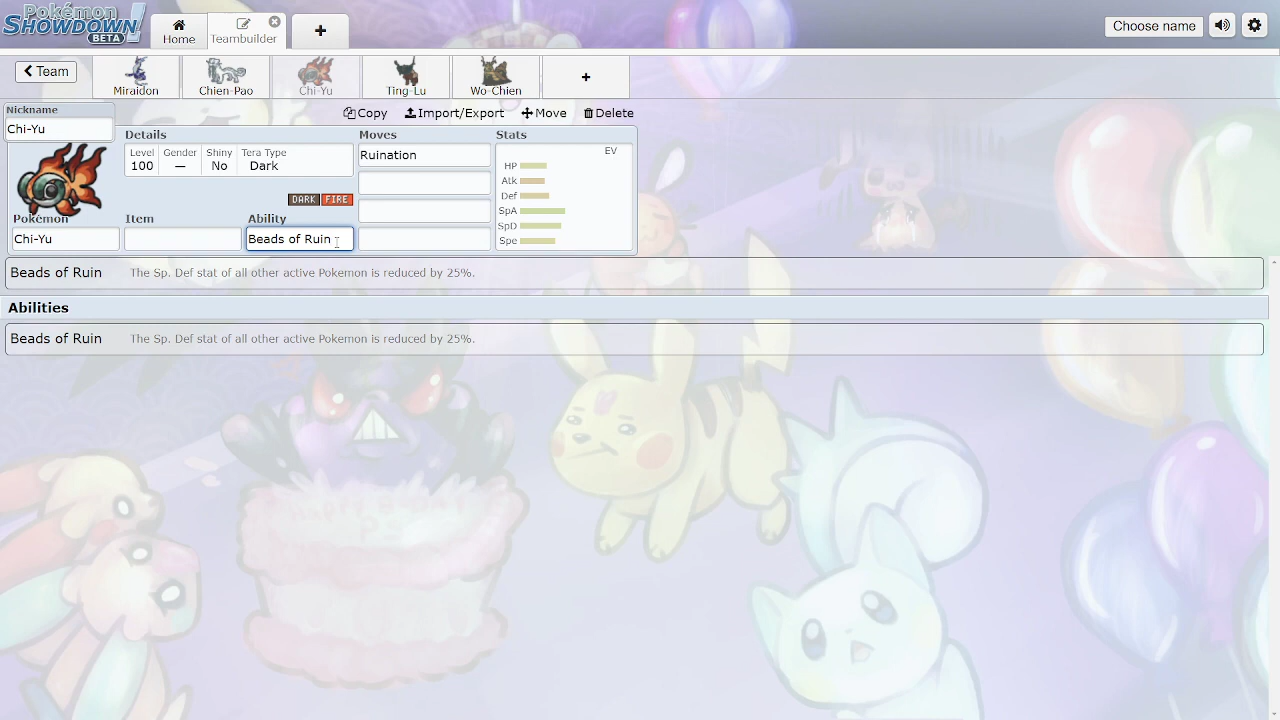 Pokémon
SHOWDOWN!
BETA
Home
Teambuilder
+
Choose name
Team
Miraidon
Chien-Pao
Chi-Yu
Ting-Lu
Wo-Chien
+
Nickname
Chi-Yu
Copy
Import/Export
Move
Delete
Details
Level
Gender
Shiny
Tera Type
100
—
No
Dark
DARK
FIRE
Pokémon
Chi-Yu
Item
Ability
Beads of Ruin
Moves
Ruination
Stats
EV
HP
Atk
Def
SpA
SpD
Spe
Beads of Ruin The Sp. Def stat of all other active Pokemon is reduced by 25%.
Abilities
Beads of Ruin The Sp. Def stat of all other active Pokemon is reduced by 25%.